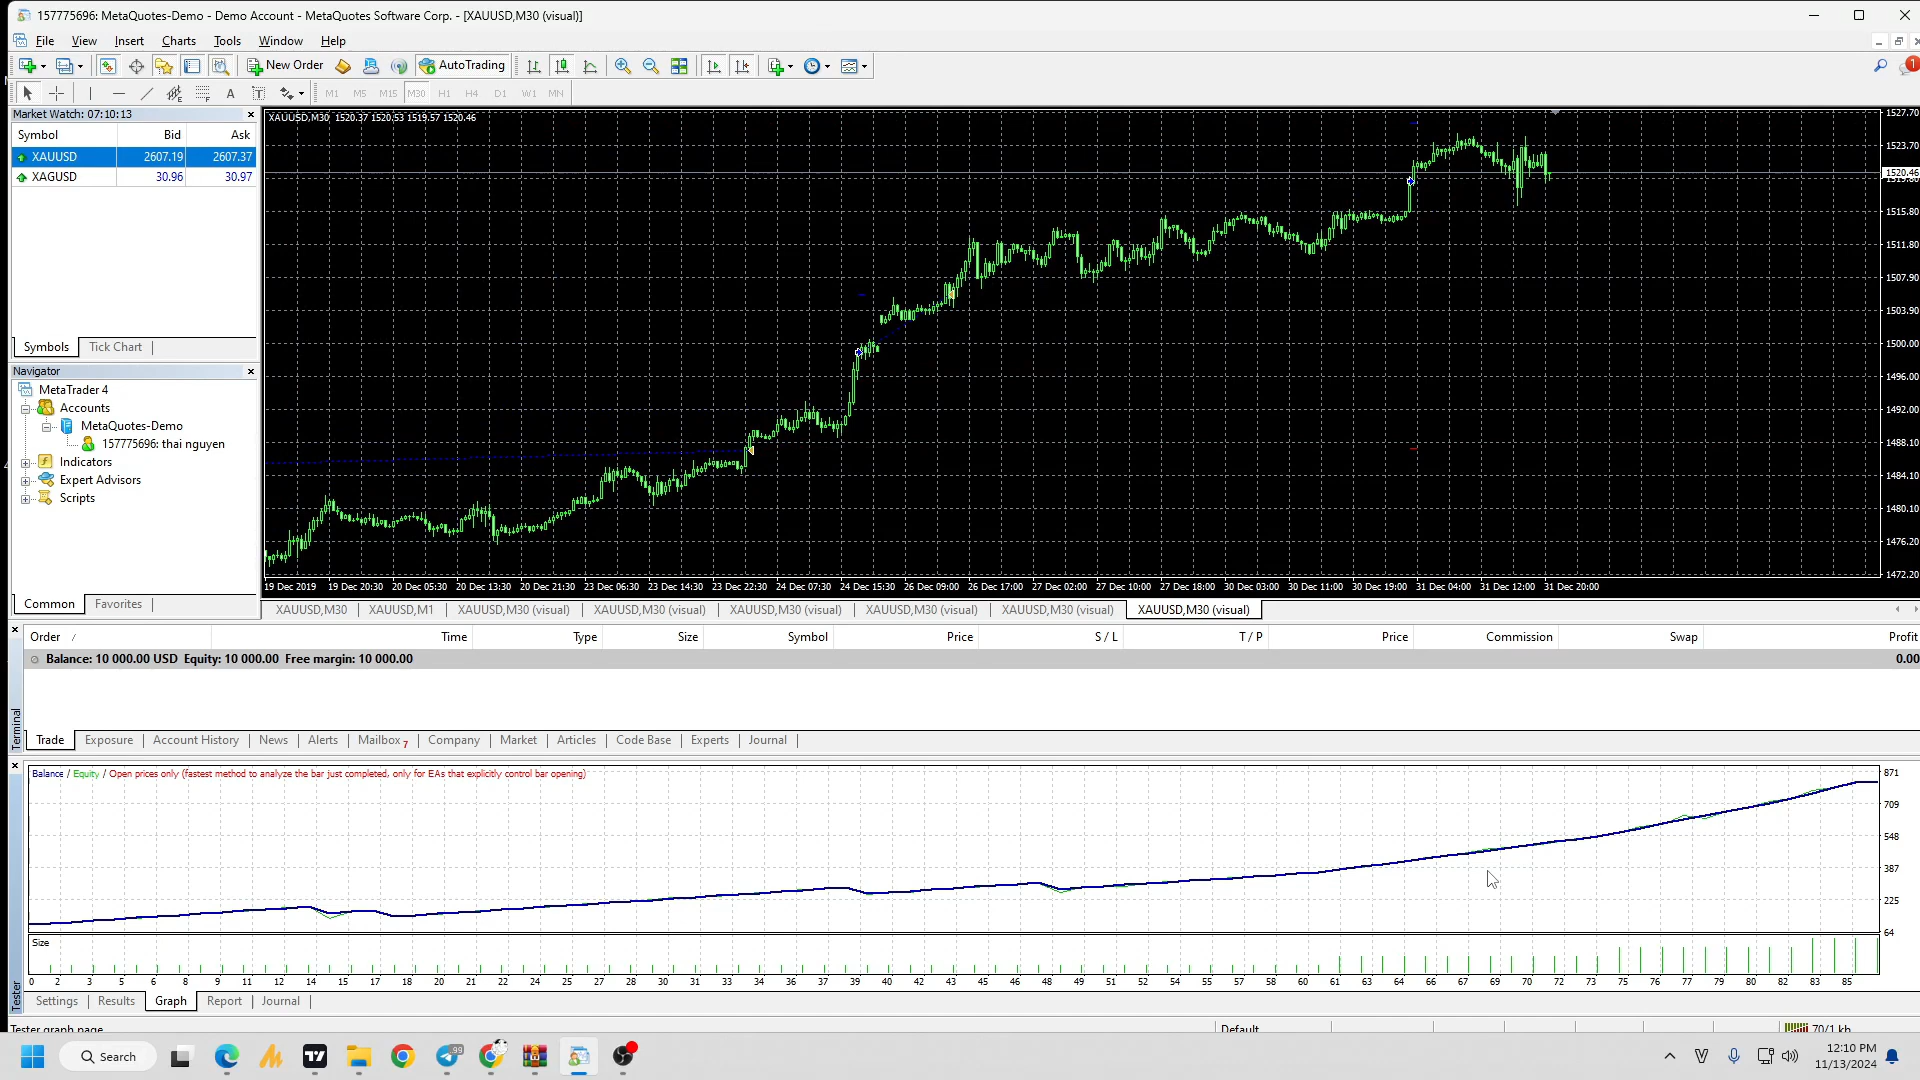 157775696: MetaQuotes-Demo - Demo Account - MetaQuotes Software Corp. - [XAUUSD,M30 (visual)]
File View Insert Charts Tools Window Help
New Order AutoTrading 1
A T M1 M5 M15 M30 H1 H4 D1 W1 MN
Market Watch: 07:10:13
Symbol Bid Ask
XAUUSD 2607.19 2607.37
XAGUSD 30.96 30.97
Symbols Tick Chart
Navigator
MetaTrader 4
Accounts
MetaQuotes-Demo
157775696: thai nguyen
Indicators
Expert Advisors
Scripts
Common Favorites
XAUUSD,M30 1520.37 1520.53 1519.57 1520.46
1527.70
1523.70
1520.46
1515.80
1511.80
1507.90
1503.90
1500.00
1496.00
1492.00
1488.10
1484.10
1480.10
1476.20
1472.20
19 Dec 2019 19 Dec 20:30 20 Dec 05:30 20 Dec 13:30 20 Dec 21:30 23 Dec 06:30 23 Dec 14:30 23 Dec 22:30 24 Dec 07:30 24 Dec 15:30 26 Dec 09:00 26 Dec 17:00 27 Dec 02:00 27 Dec 10:00 27 Dec 18:00 30 Dec 03:00 30 Dec 11:00 30 Dec 19:00 31 Dec 04:00 31 Dec 12:00 31 Dec 20:00
XAUUSD,M30 XAUUSD,M1 XAUUSD,M30 (visual) XAUUSD,M30 (visual) XAUUSD,M30 (visual) XAUUSD,M30 (visual) XAUUSD,M30 (visual) XAUUSD,M30 (visual)
Order / Time Type Size Symbol Price S / L T / P Price Commission Swap Profit
Balance: 10 000.00 USD Equity: 10 000.00 Free margin: 10 000.00 0.00
Terminal
Trade Exposure Account History News Alerts Mailbox 7 Company Market Articles Code Base Experts Journal
Balance / Equity / Open prices only (fastest method to analyze the bar just completed, only for EAs that explicitly control bar opening)
871
709
548
387
225
64
Size
0 2 3 5 6 8 9 11 12 14 15 17 18 20 21 22 24 25 27 28 30 31 33 34 36 37 39 40 42 43 45 46 48 49 51 52 54 55 57 58 60 61 63 64 66 67 69 70 72 73 75 76 77 79 80 82 83 85
Tester
Settings Results Graph Report Journal
Tester graph page Default 70/1 kb
Search 99
12:10 PM
11/13/2024